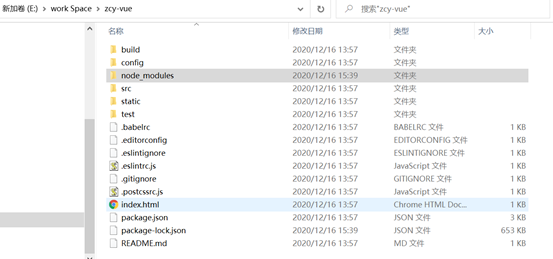 新加卷 (E:) > work Space > zcy-vue 搜索"zcy-vue"
名称 修改日期 类型 大小
build 2020/12/16 13:57 文件夹
config 2020/12/16 13:57 文件夹
node_modules 2020/12/16 15:39 文件夹
src 2020/12/16 13:57 文件夹
static 2020/12/16 13:57 文件夹
test 2020/12/16 13:57 文件夹
.babelrc 2020/12/16 13:57 BABELRC 文件 1 KB
.editorconfig 2020/12/16 13:57 EDITORCONFIG 文件 1 KB
.eslintignore 2020/12/16 13:57 ESLINTIGNORE 文件 1 KB
.eslintrc.js 2020/12/16 13:57 JavaScript 文件 1 KB
.gitignore 2020/12/16 13:57 GITIGNORE 文件 1 KB
.postcssrc.js 2020/12/16 13:57 JavaScript 文件 1 KB
index.html 2020/12/16 13:57 Chrome HTML Doc... 1 KB
package.json 2020/12/16 13:57 JSON 文件 3 KB
package-lock.json 2020/12/16 15:39 JSON 文件 653 KB
README.md 2020/12/16 13:57 MD 文件 1 KB